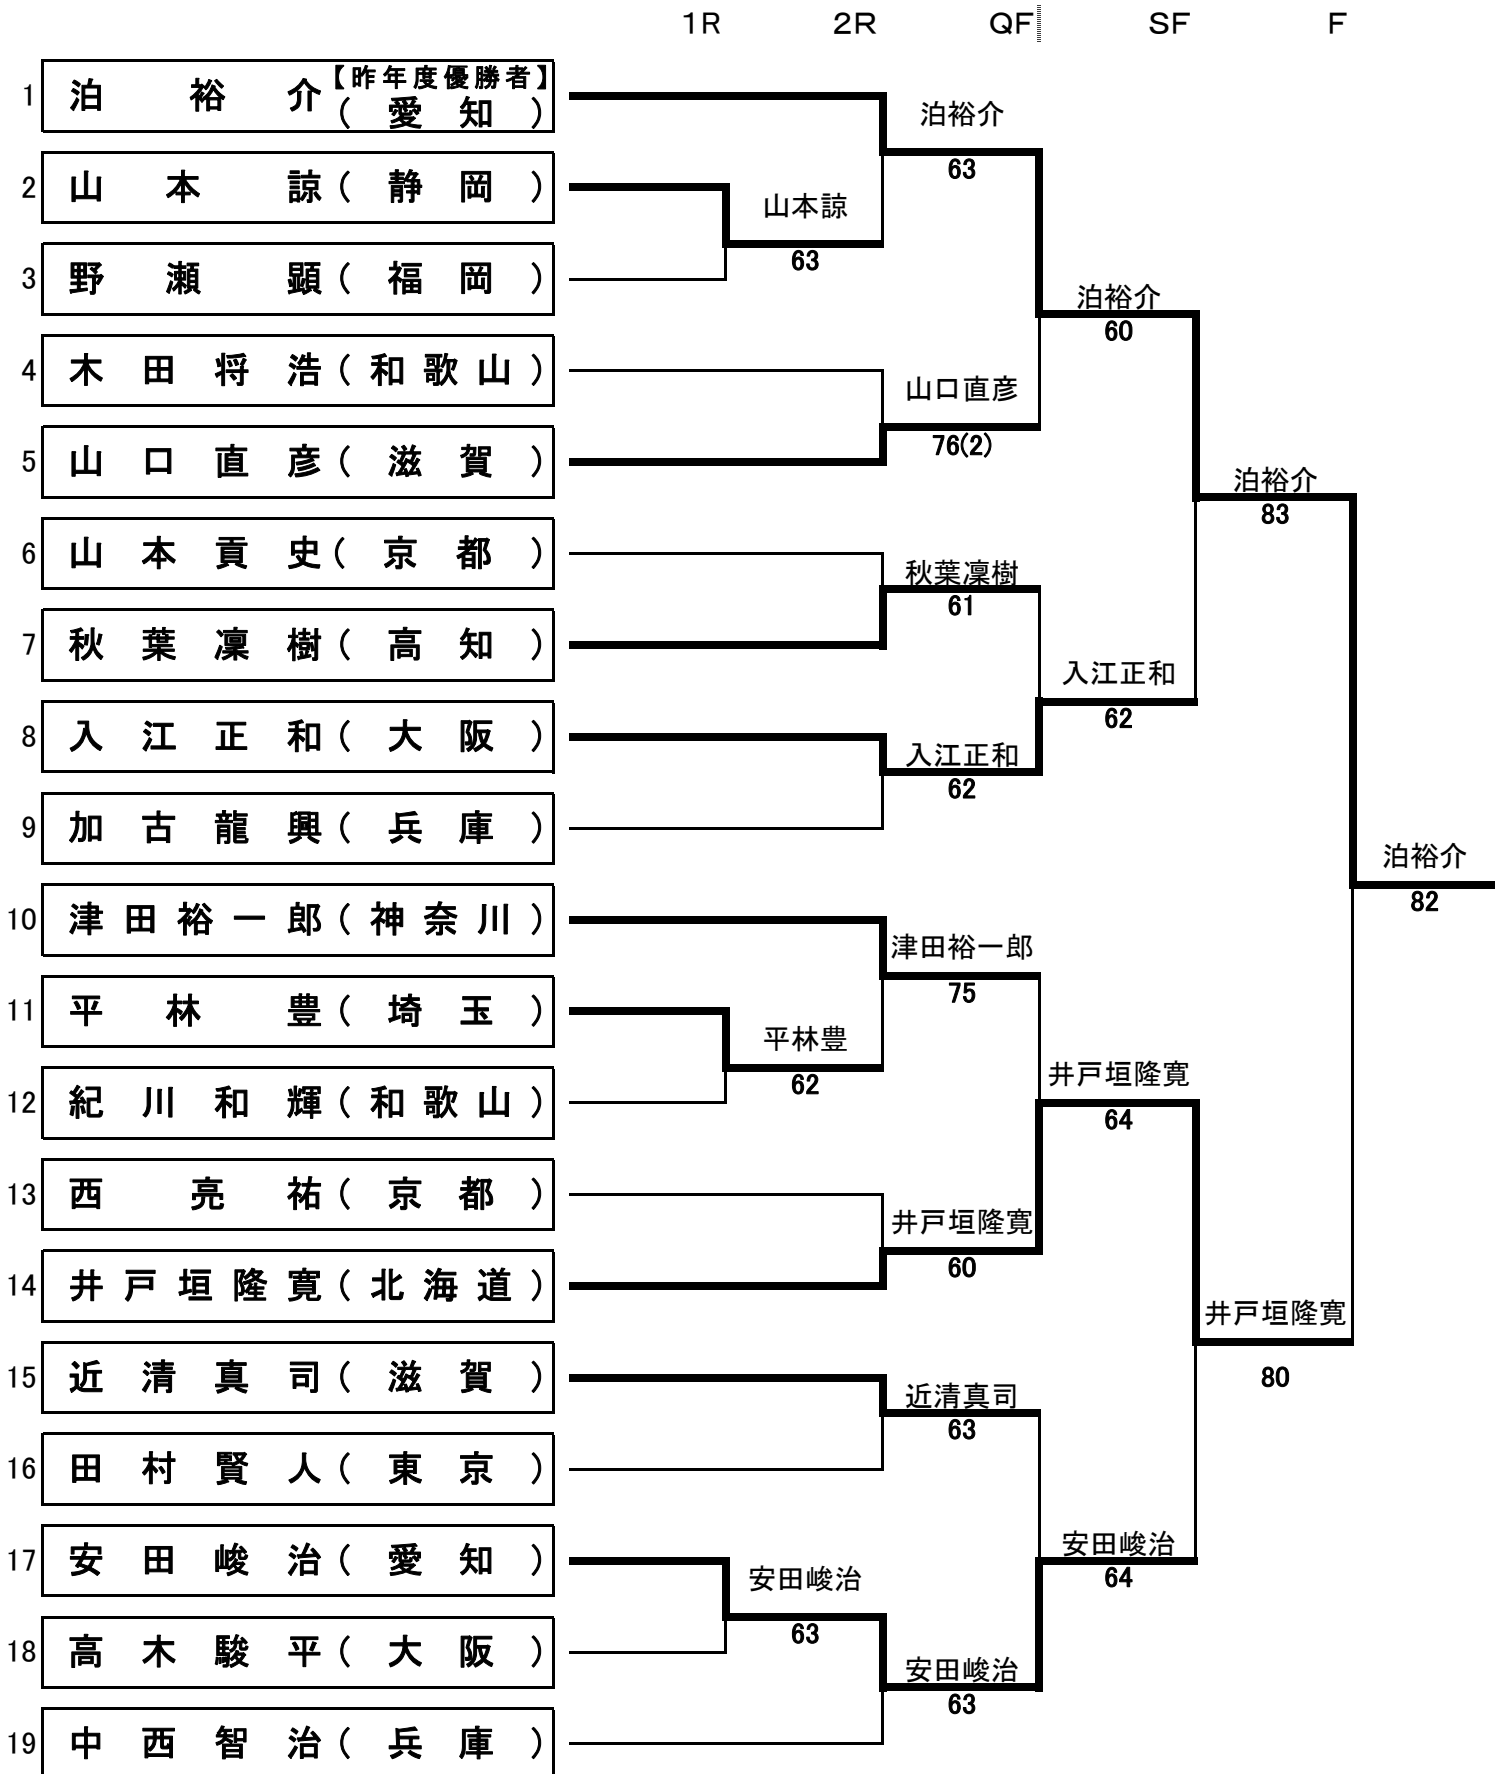 1R 2R QF SF F
1 泊 裕 介 【昨年度優勝者】 ( 愛 知 )
泊裕介
63
2 山 本 諒 ( 静 岡 )
山本諒
63
3 野 瀬 顕 ( 福 岡 )
泊裕介
60
4 木 田 将 浩 ( 和 歌 山 )
山口直彦
76(2)
5 山 口 直 彦 ( 滋 賀 )
泊裕介
83
6 山 本 貢 史 ( 京 都 )
秋葉凜樹
61
7 秋 葉 凜 樹 ( 高 知 )
入江正和
62
8 入 江 正 和 ( 大 阪 )
入江正和
62
9 加 古 龍 興 ( 兵 庫 )
泊裕介
82
10 津 田 裕 一 郎 ( 神 奈 川 )
津田裕一郎
75
11 平 林 豊 ( 埼 玉 )
平林豊
62
12 紀 川 和 輝 ( 和 歌 山 )
井戸垣隆寛
64
13 西 亮 祐 ( 京 都 )
井戸垣隆寛
60
14 井 戸 垣 隆 寛 ( 北 海 道 )
井戸垣隆寛
80
15 近 清 真 司 ( 滋 賀 )
近清真司
63
16 田 村 賢 人 ( 東 京 )
安田峻治
64
17 安 田 峻 治 ( 愛 知 )
安田峻治
63
18 高 木 駿 平 ( 大 阪 )
安田峻治
63
19 中 西 智 治 ( 兵 庫 )